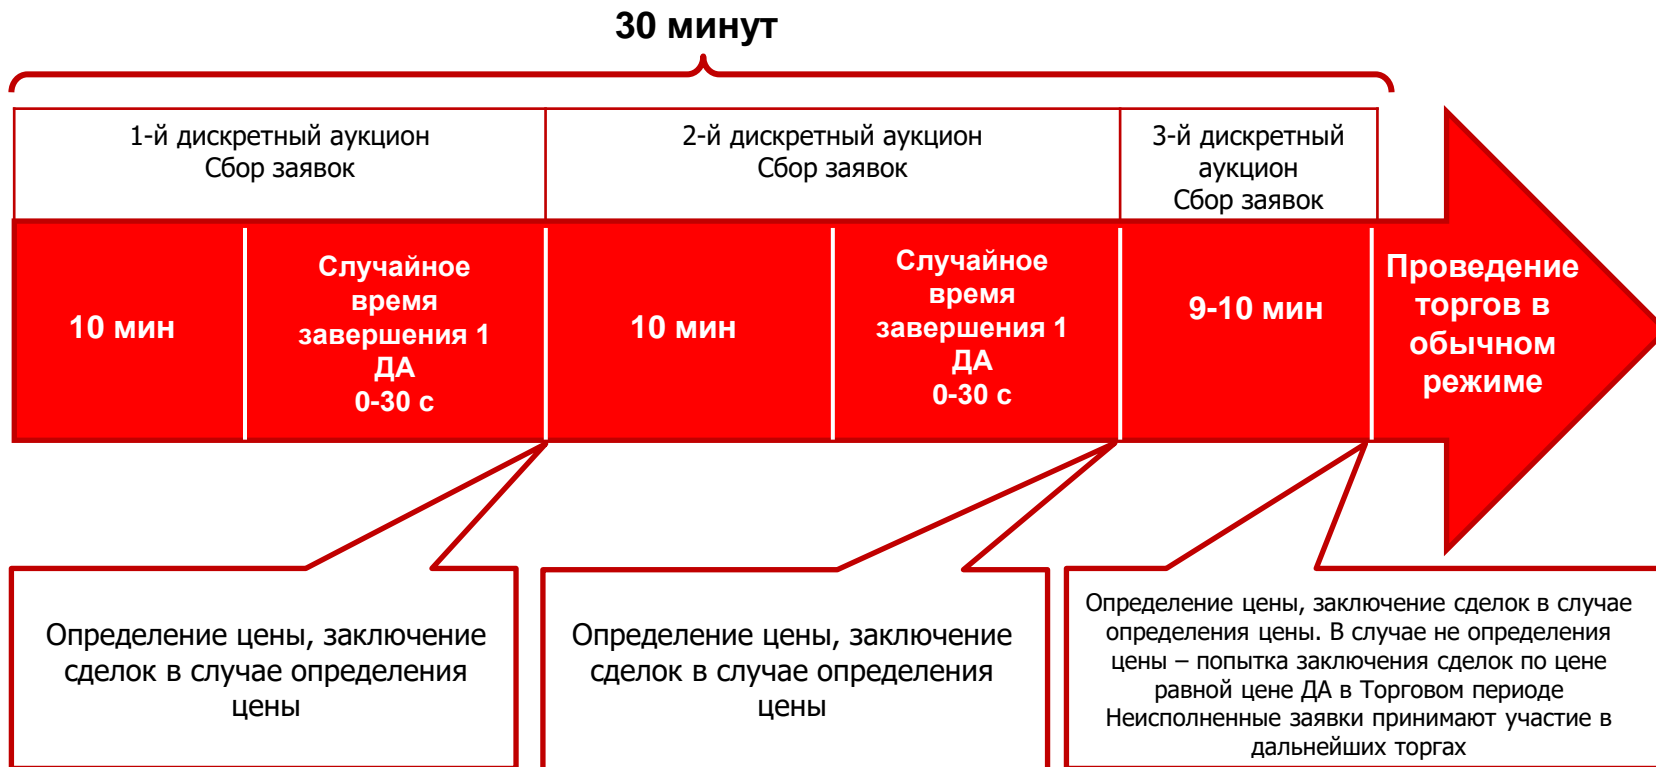 30 минут
1-й дискретный аукцион
Сбор заявок
2-й дискретный аукцион
Сбор заявок
3-й дискретный
аукцион
Сбор заявок
10 мин
Случайное
время
завершения 1
ДА
0-30 с
10 мин
Случайное
время
завершения 1
ДА
0-30 с
9-10 мин
Проведение
торгов в
обычном
режиме
Определение цены, заключение
сделок в случае определения
цены
Определение цены, заключение
сделок в случае определения
цены
Определение цены, заключение сделок в случае
определения цены. В случае не определения
цены – попытка заключения сделок по цене
равной цене ДА в Торговом периоде
Неисполненные заявки принимают участие в
дальнейших торгах